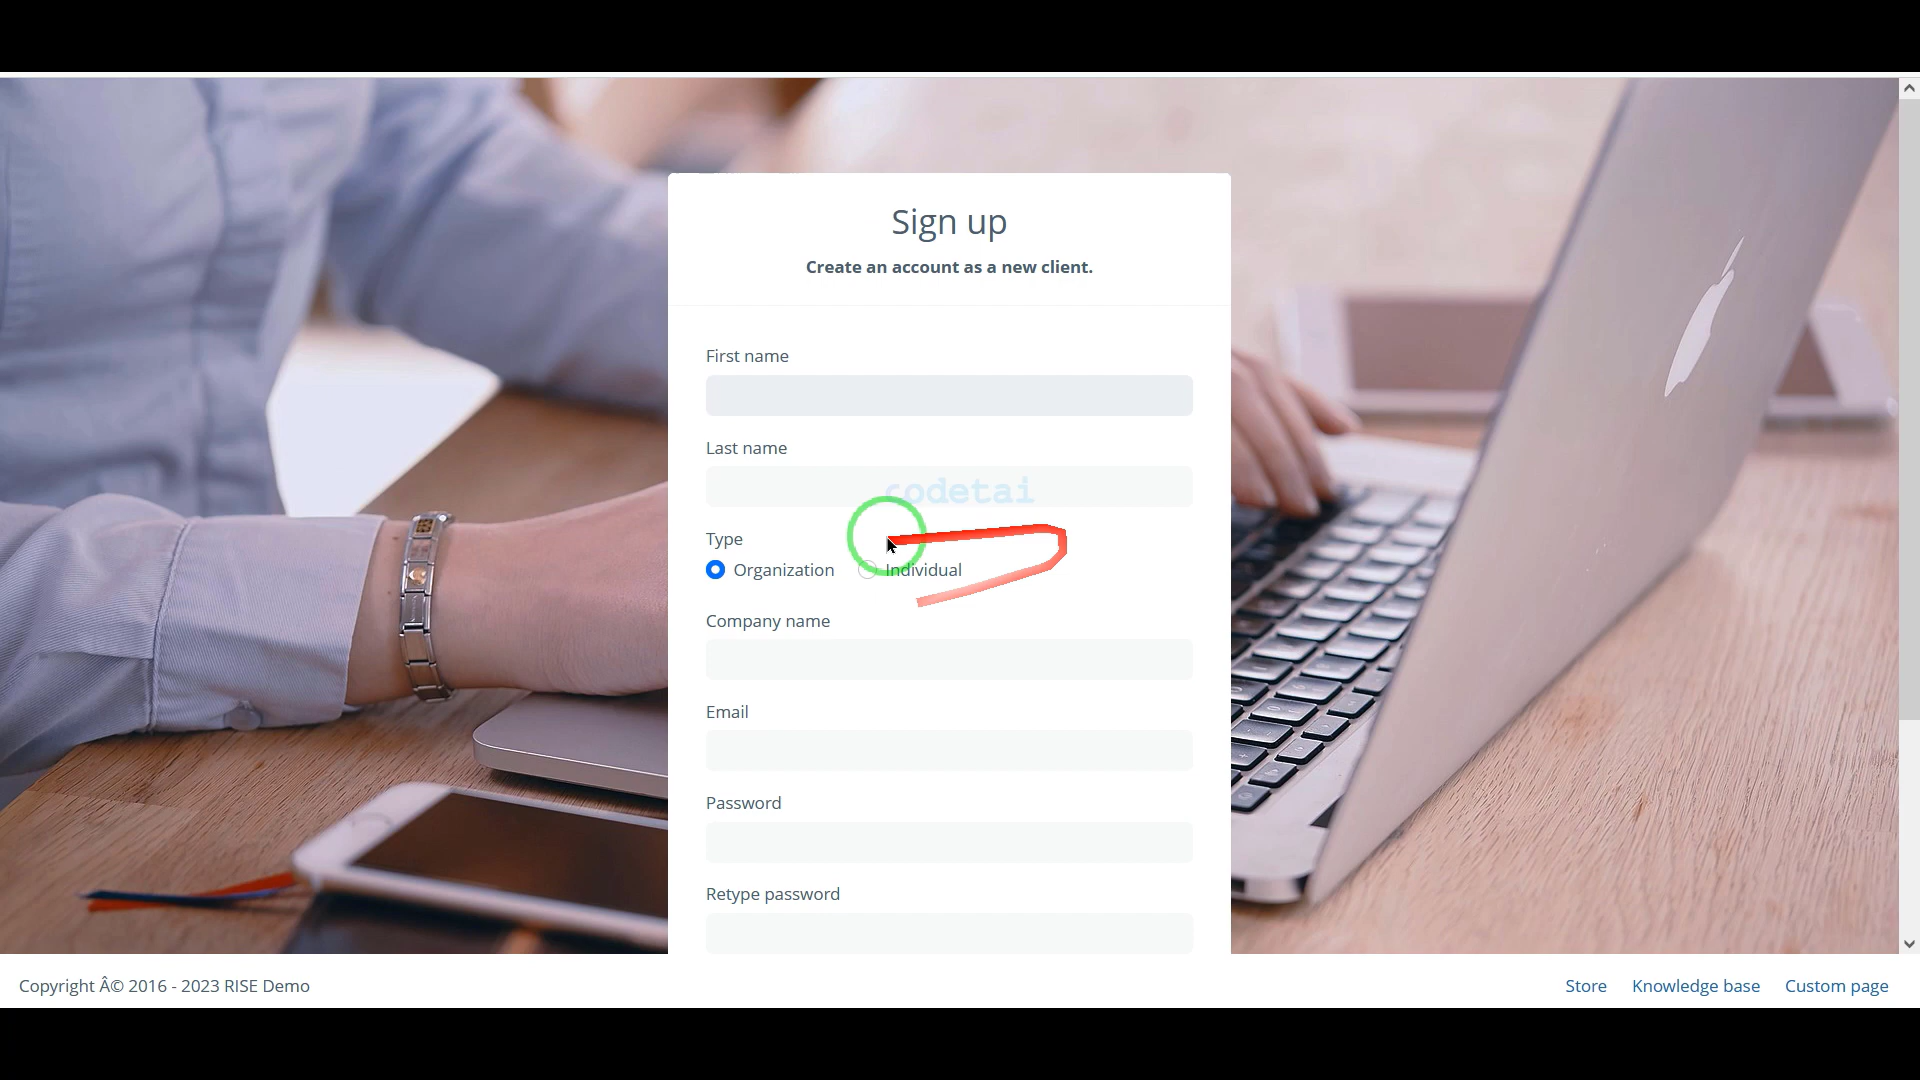 Sign up
Create an account as a new client.
First name
Last name
codetai
Type
Organization Individual
Company name
Email
Password
Retype password
Copyright Â© 2016 - 2023 RISE Demo Store Knowledge base Custom page